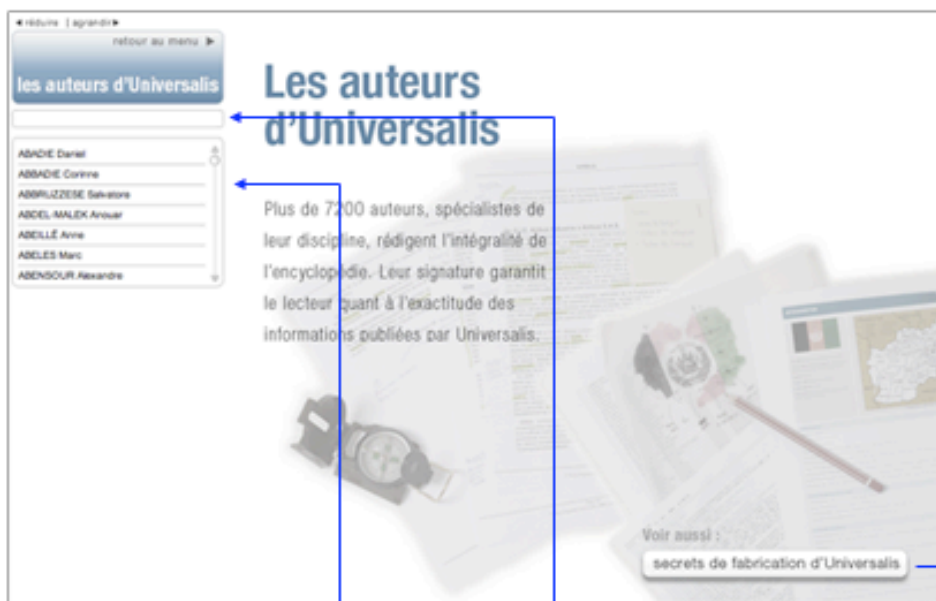 réduire | agrandir
retour au menu
les auteurs d'Universalis
ABADIE Daniel
ABBADIE Corinne
ABBRUZZESE Salvatore
ABDEL-MALEK Anouar
ABEILLÉ Anne
ABELES Marc
ABENSOUR Alexandre
Les auteurs
d'Universalis
Plus de 7200 auteurs, spécialistes de
leur discipline, rédigent l'intégralité de
l'encyclopédie. Leur signature garantit
le lecteur quant à l'exactitude des
informations publiées par Universalis.
Voir aussi :
secrets de fabrication d'Universalis